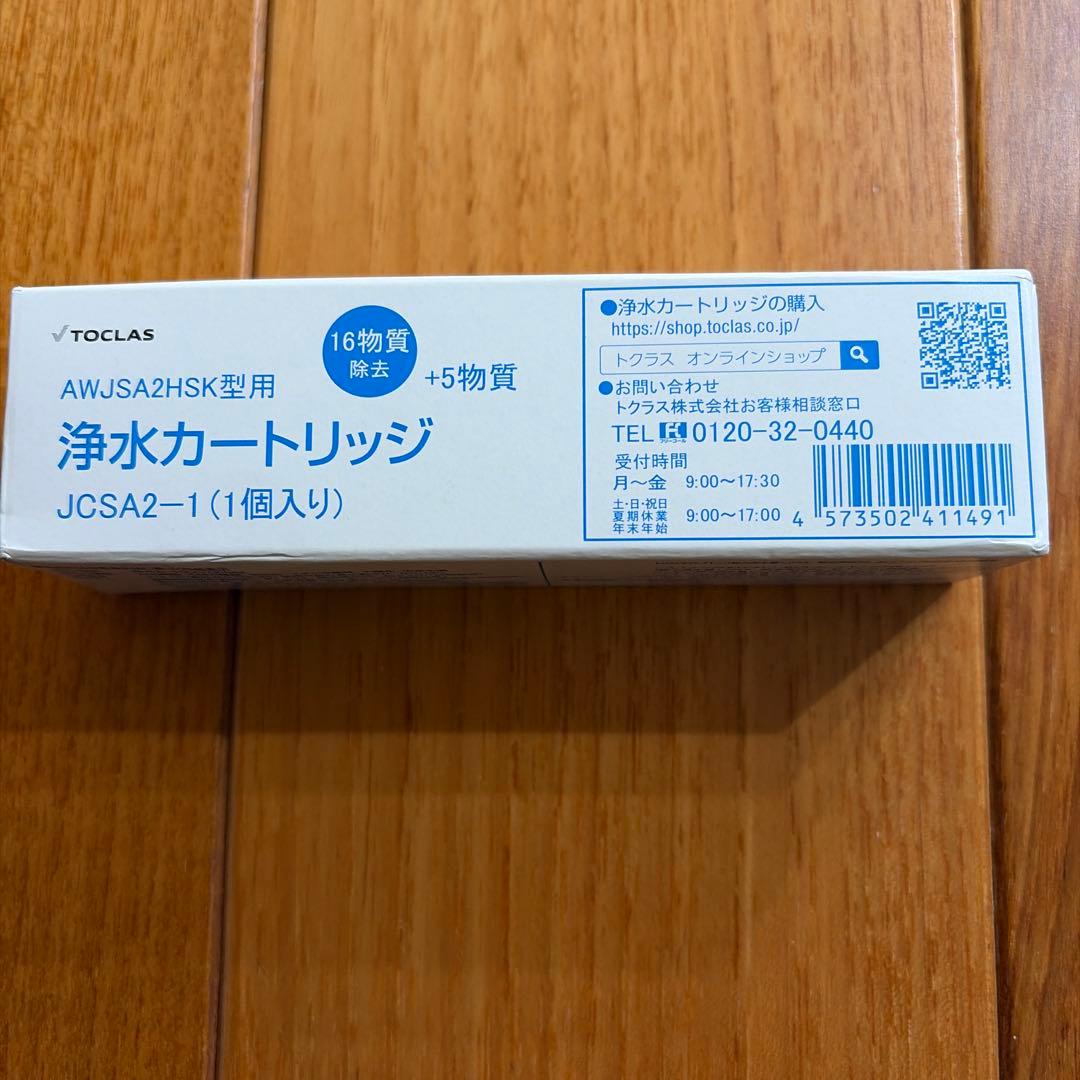 TOCLAS
AWJSA2HSK型用
16物質
除去
+5物質
浄水カートリッジ
JCSA2-1(1個入り)
●浄水カートリッジの購入
https://shop.toclas.co.jp/
トクラス オンラインショップ
●お問い合わせ
トクラス株式会社お客様相談窓口
TEL フリーコール 0120-32-0440
受付時間
月～金 9:00～17:30
土・日・祝日
夏期休業
年末年始
9:00～17:00
4 573502 411491